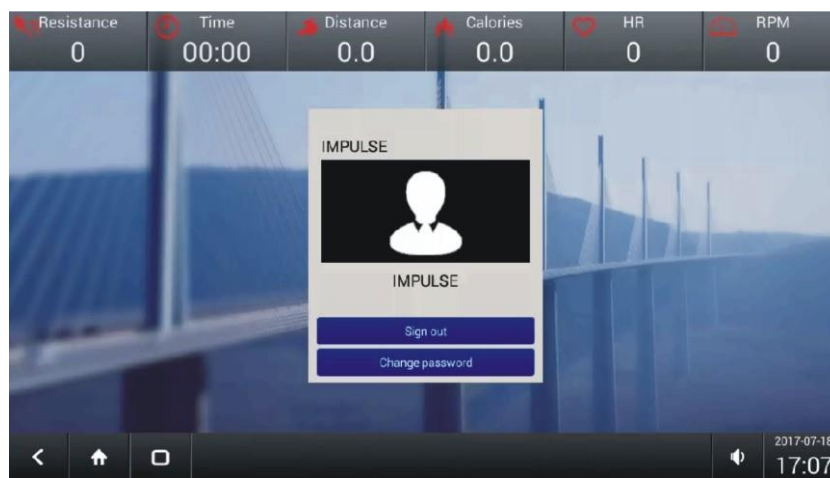 Resistance Time Distance Calories HR RPM
0 00:00 0.0 0.0 0 0
IMPULSE
IMPULSE
Sign out
Change password
2017-07-18
17:07